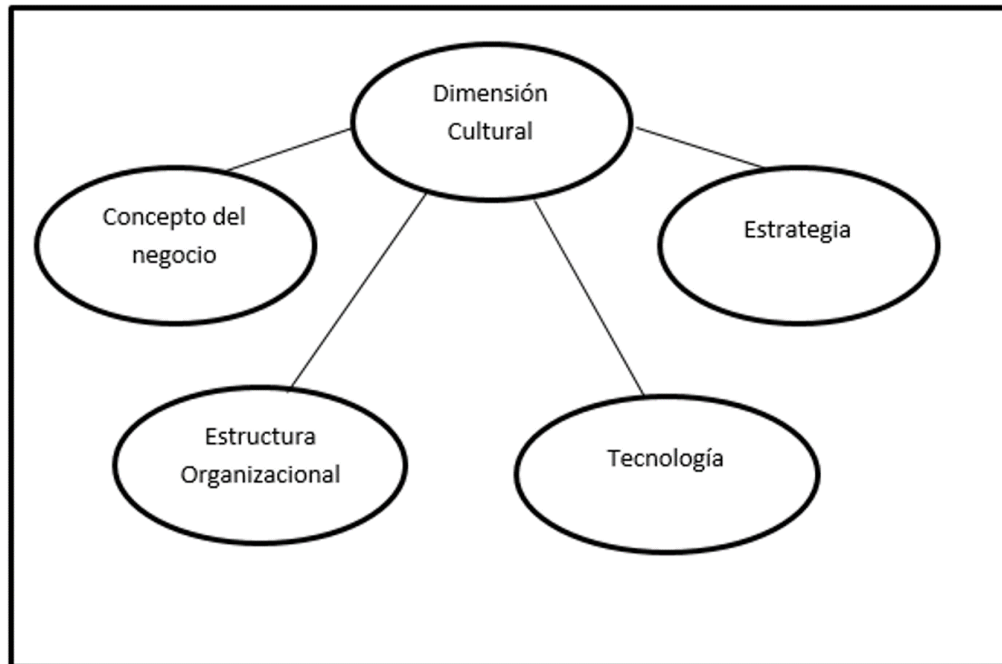 Dimensión
Cultural
Concepto del
negocio
Estrategia
Estructura
Organizacional
Tecnología